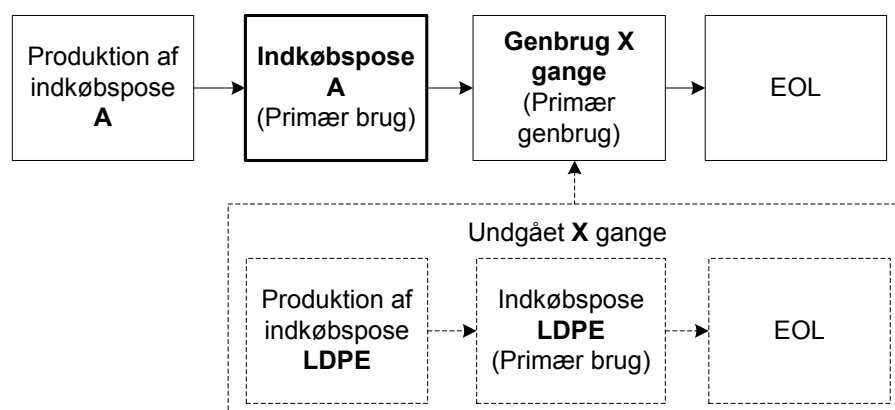 Produktion af
indkøbspose
A
Indkøbspose
A
(Primær brug)
Genbrug X
gange
(Primær
genbrug)
EOL
Undgået X gange
Produktion af
indkøbspose
LDPE
Indkøbspose
LDPE
(Primær brug)
EOL